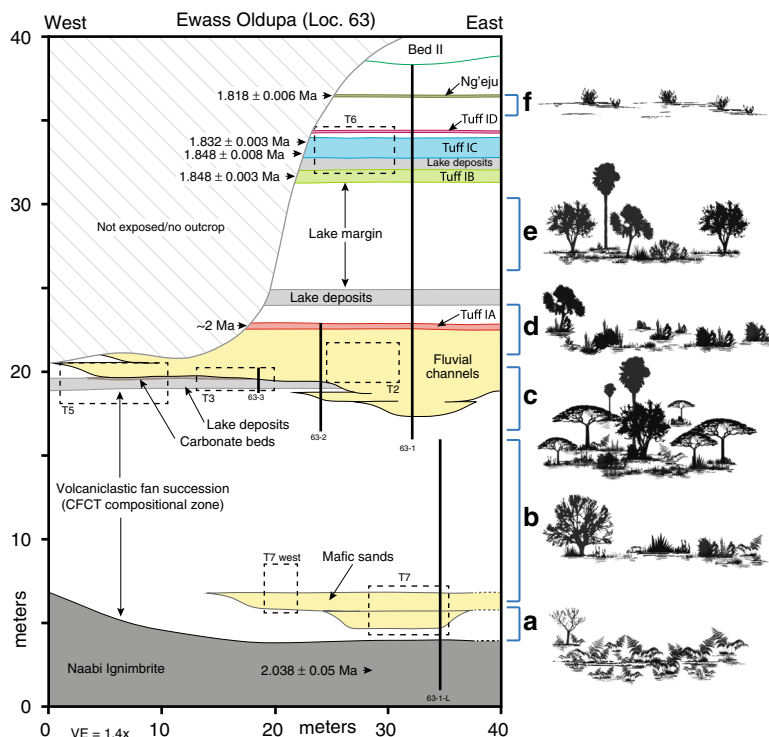 West
Ewass Oldupa (Loc. 63)
East
40
Bed II
Ng'eju
f
1.818 ± 0.006 Ma
Tuff ID
T6
1.832 ± 0.003 Ma
Tuff IC
1.848 ± 0.008 Ma
Lake deposits
1.848 ± 0.003 Ma
Tuff IB
30
e
Not exposed/no outcrop
Lake margin
Lake deposits
~2 Ma
Tuff IA
d
Fluvial
channels
20
T2
c
T5
T3
63-3
Lake deposits
Carbonate beds
63-2
63-1
Volcaniclastic fan succession
(CFCT compositional zone)
b
10
T7 west
Mafic sands
T7
a
meters
Naabi Ignimbrite
2.038 ± 0.05 Ma
63-1-L
0
0
10
meters
30
40
VE = 1.4x